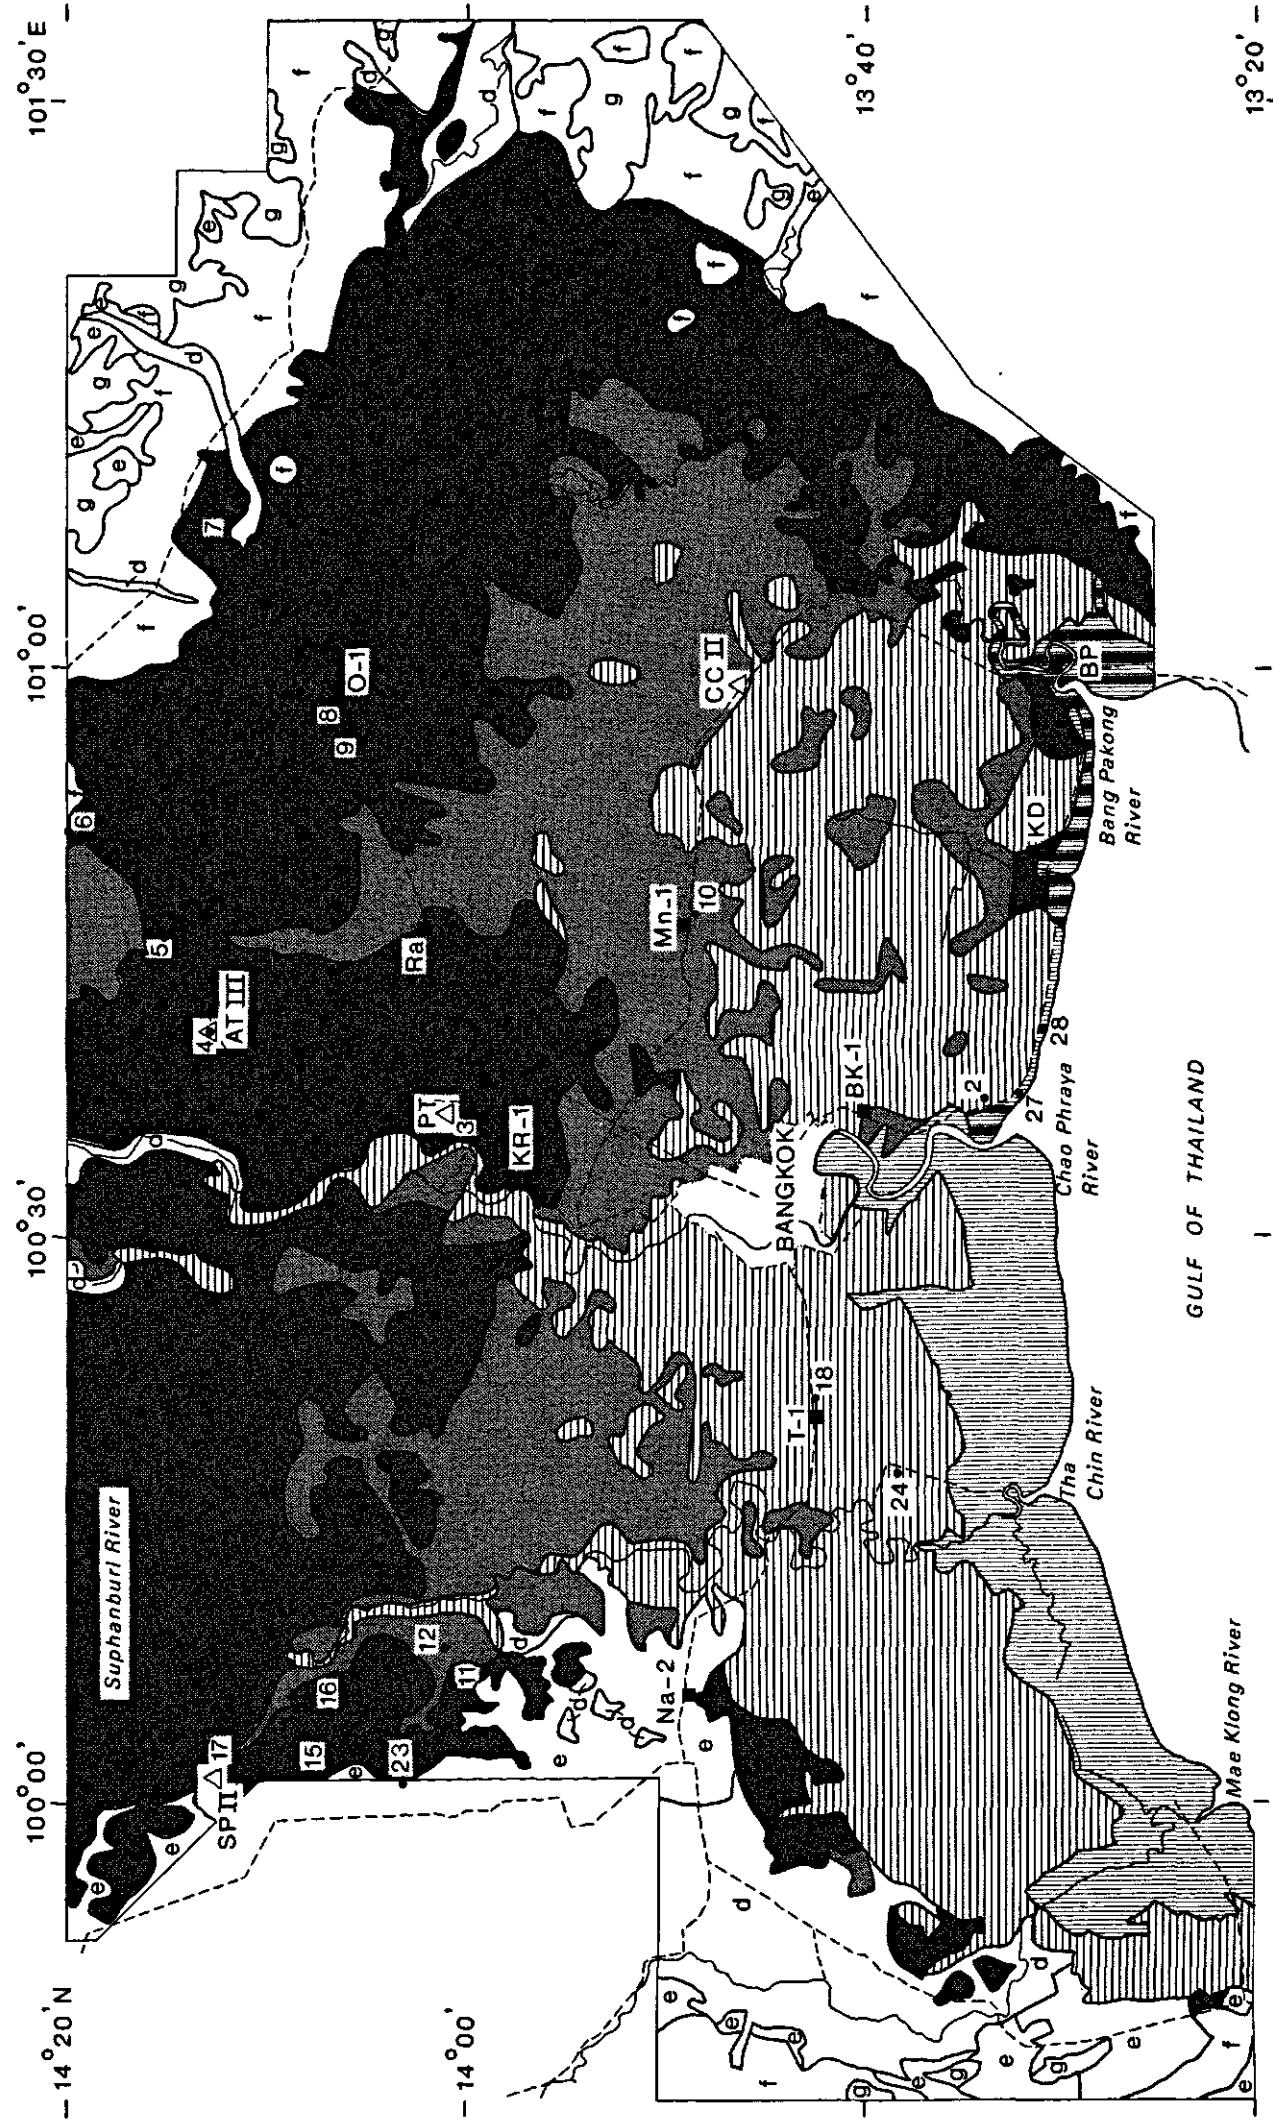 101°30' E
101°00'
100°30'
100°00'
14°20' N
14°00'
13°40'
13°20'
Suphanburi River
SP II
17
16
15
23
12
11
Na-2
4
AT III
5
6
7
8
9
O-1
Ra
PT
3
KR-1
Mn-1
10
CC II
BANGKOK
BK-1
T-1
18
24
2
27
28
KD
BP
Bang Pakong
River
Chao Phraya
River
Tha
Chin River
Mae Klong River
GULF OF THAILAND
d
d
d
d
d
d
d
d
d
d
e
e
e
e
e
e
e
e
e
e
e
e
f
f
f
f
f
f
f
f
f
f
f
g
g
g
g
g
g
g
g
g